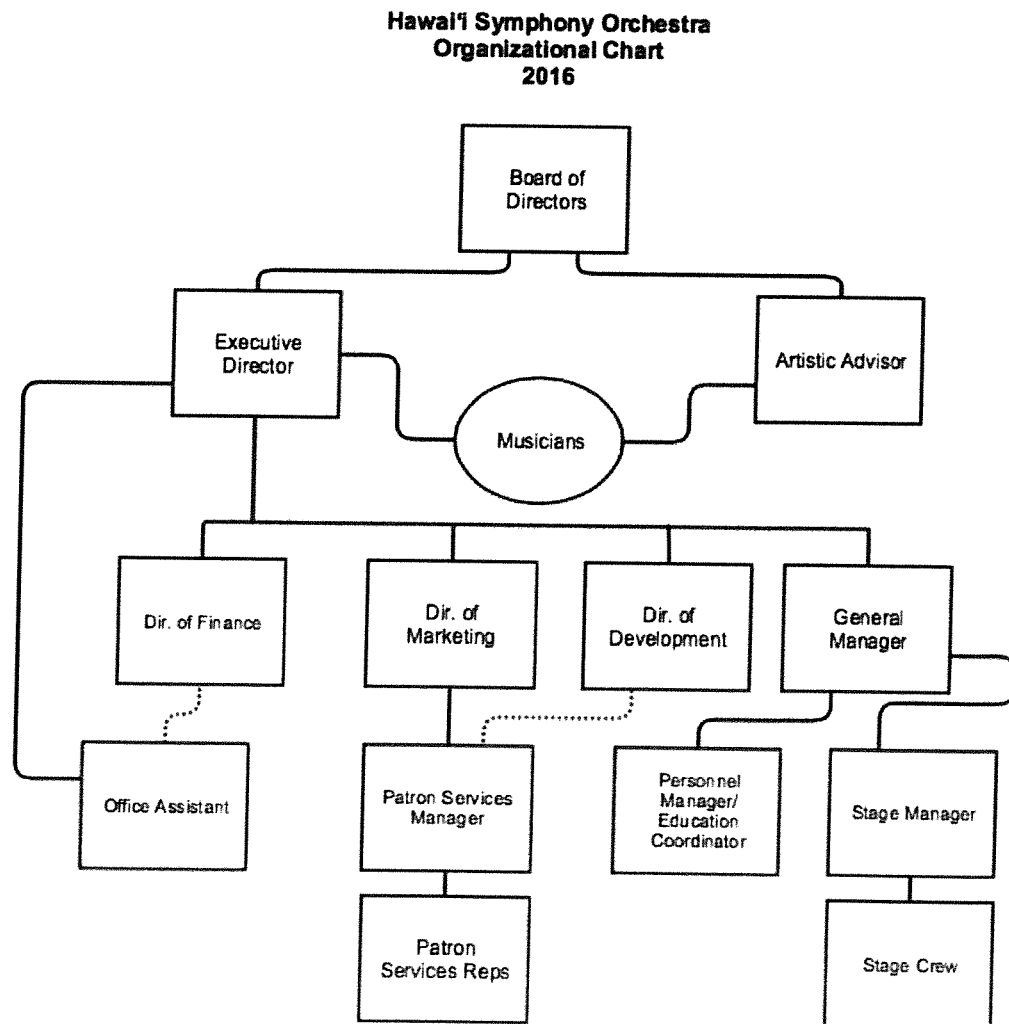 Hawai'i Symphony Orchestra
Organizational Chart
2016
Board of
Directors
Executive
Director
Artistic Advisor
Musicians
Dir. of Finance
Dir. of
Marketing
Dir. of
Development
General
Manager
Office Assistant
Patron Services
Manager
Personnel
Manager/
Education
Coordinator
Stage Manager
Patron
Services Reps
Stage Crew